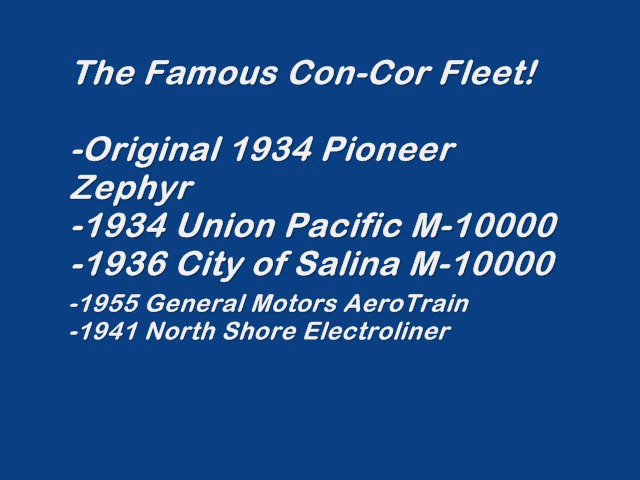 The Famous Con-Cor Fleet!
-Original 1934 Pioneer
Zephyr
-1934 Union Pacific M-10000
-1936 City of Salina M-10000
-1955 General Motors AeroTrain
-1941 North Shore Electroliner